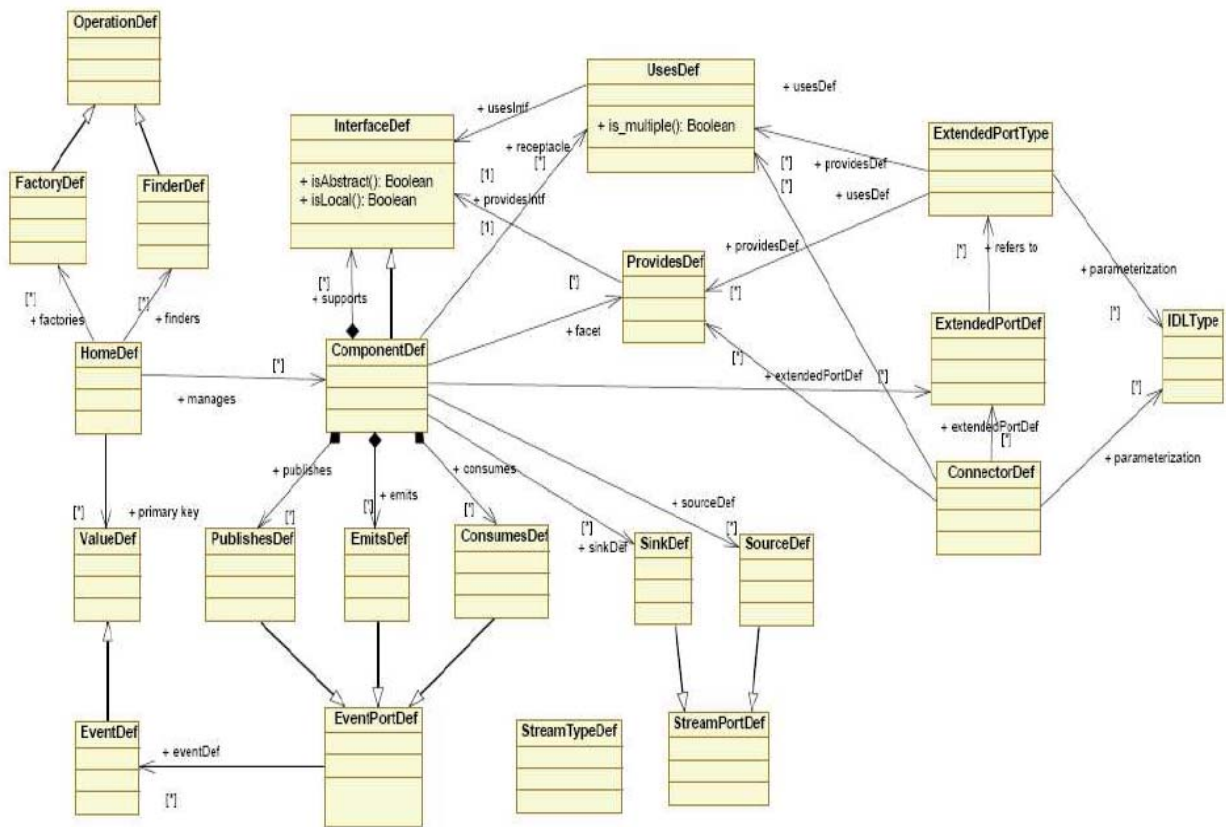 OperationDef
UsesDef
+ is_multiple(): Boolean
InterfaceDef
+ isAbstract(): Boolean
+ isLocal(): Boolean
+ usesIntf
+ usesDef
ExtendedPortType
+ receptacle
[*]
[*]
+ providesDef
[*]
FactoryDef
FinderDef
[1]
+ providesIntf
+ usesDef
[1]
ProvidesDef
+ providesDef
[*]
+ refers to
[*]
+ factories
[*]
+ finders
[*]
+ supports
[*]
[*]
+ parameterization
[*]
IDLType
ExtendedPortDef
+ facet
HomeDef
ComponentDef
[*]
+ manages
[*]
+ extendedPortDef
[*]
[*]
+ extendedPortDef
[*]
ConnectorDef
+ parameterization
+ publishes
+ emits
+ consumes
+ sourceDef
[*]
+ primary key
[*]
[*]
[*]
[*]
+ sinkDef
[*]
ValueDef
PublishesDef
EmitsDef
ConsumesDef
SinkDef
SourceDef
EventDef
+ eventDef
[*]
EventPortDef
StreamTypeDef
StreamPortDef